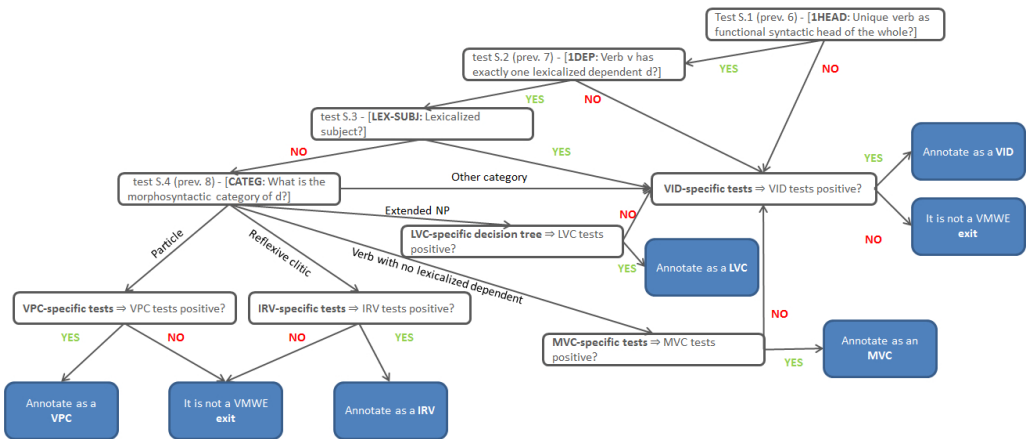 Test S.1 (prev. 6) - [1HEAD: Unique verb as
functional syntactic head of the whole?]
YES
NO
test S.2 (prev. 7) - [1DEP: Verb v has
exactly one lexicalized dependent d?]
YES
NO
test S.3 - [LEX-SUBJ: Lexicalized
subject?]
NO
YES
test S.4 (prev. 8) - [CATEG: What is the
morphosyntactic category of d?]
Other category
VID-specific tests ⇒ VID tests positive?
YES
Annotate as a VID
NO
It is not a VMWE
exit
Extended NP
LVC-specific decision tree ⇒ LVC tests
positive?
NO
YES
Annotate as a LVC
Particle
Reflexive clitic
Verb with no lexicalized dependent
VPC-specific tests ⇒ VPC tests positive?
IRV-specific tests ⇒ IRV tests positive?
YES
NO
NO
YES
MVC-specific tests ⇒ MVC tests
positive?
NO
YES
Annotate as an
MVC
Annotate as a
VPC
It is not a VMWE
exit
Annotate as a IRV